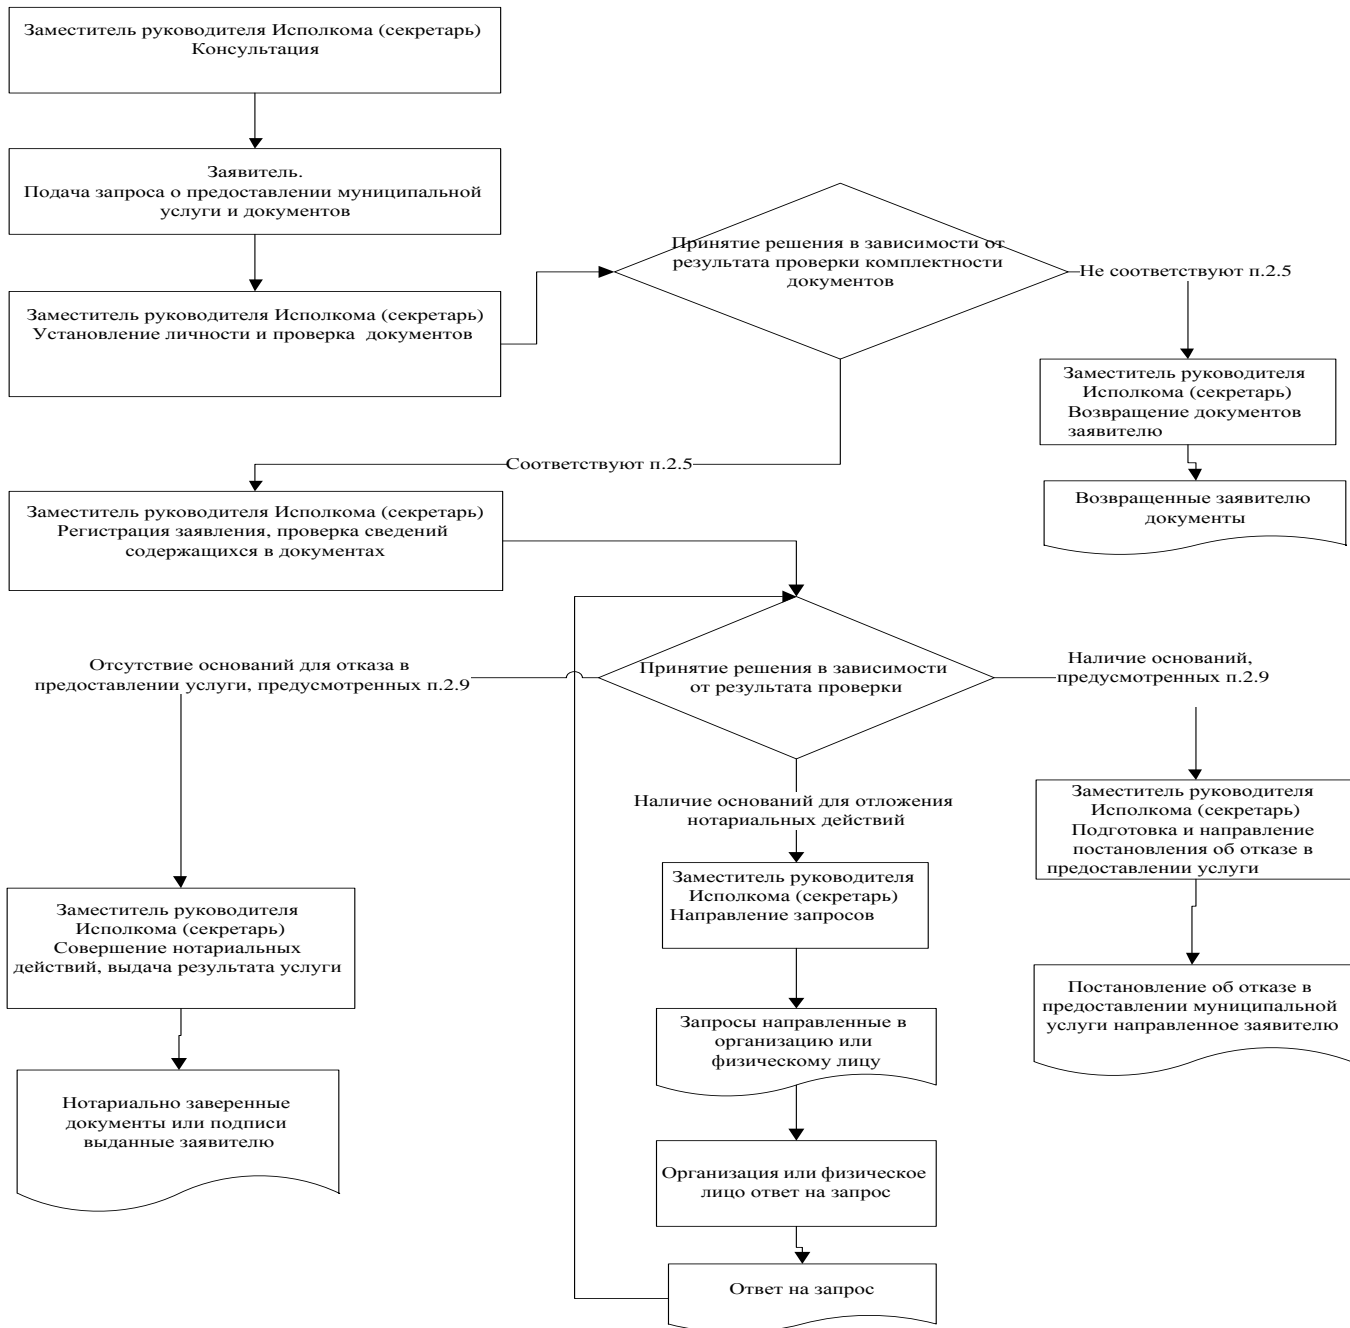 Заместитель руководителя Исполкома (секретарь)
Консультация
Заявитель.
Подача запроса о предоставлении муниципальной
услуги и документов
Заместитель руководителя Исполкома (секретарь)
Установление личности и проверка документов
Принятие решения в зависимости от
результата проверки комплектности
документов
Не соответствуют п.2.5
Заместитель руководителя
Исполкома (секретарь)
Возвращение документов
заявителю
Возвращенные заявителю
документы
Соответствуют п.2.5
Заместитель руководителя Исполкома (секретарь)
Регистрация заявления, проверка сведений
содержащихся в документах
Принятие решения в зависимости
от результата проверки
Отсутствие оснований для отказа в
предоставлении услуги, предусмотренных п.2.9
Наличие оснований,
предусмотренных п.2.9
Наличие оснований для отложения
нотариальных действий
Заместитель руководителя
Исполкома (секретарь)
Совершение нотариальных
действий, выдача результата услуги
Нотариально заверенные
документы или подписи
выданные заявителю
Заместитель руководителя
Исполкома (секретарь)
Направление запросов
Запросы направленные в
организацию или
физическому лицу
Организация или физическое
лицо ответ на запрос
Ответ на запрос
Заместитель руководителя
Исполкома (секретарь)
Подготовка и направление
постановления об отказе в
предоставлении услуги
Постановление об отказе в
предоставлении муниципальной
услуги направленное заявителю